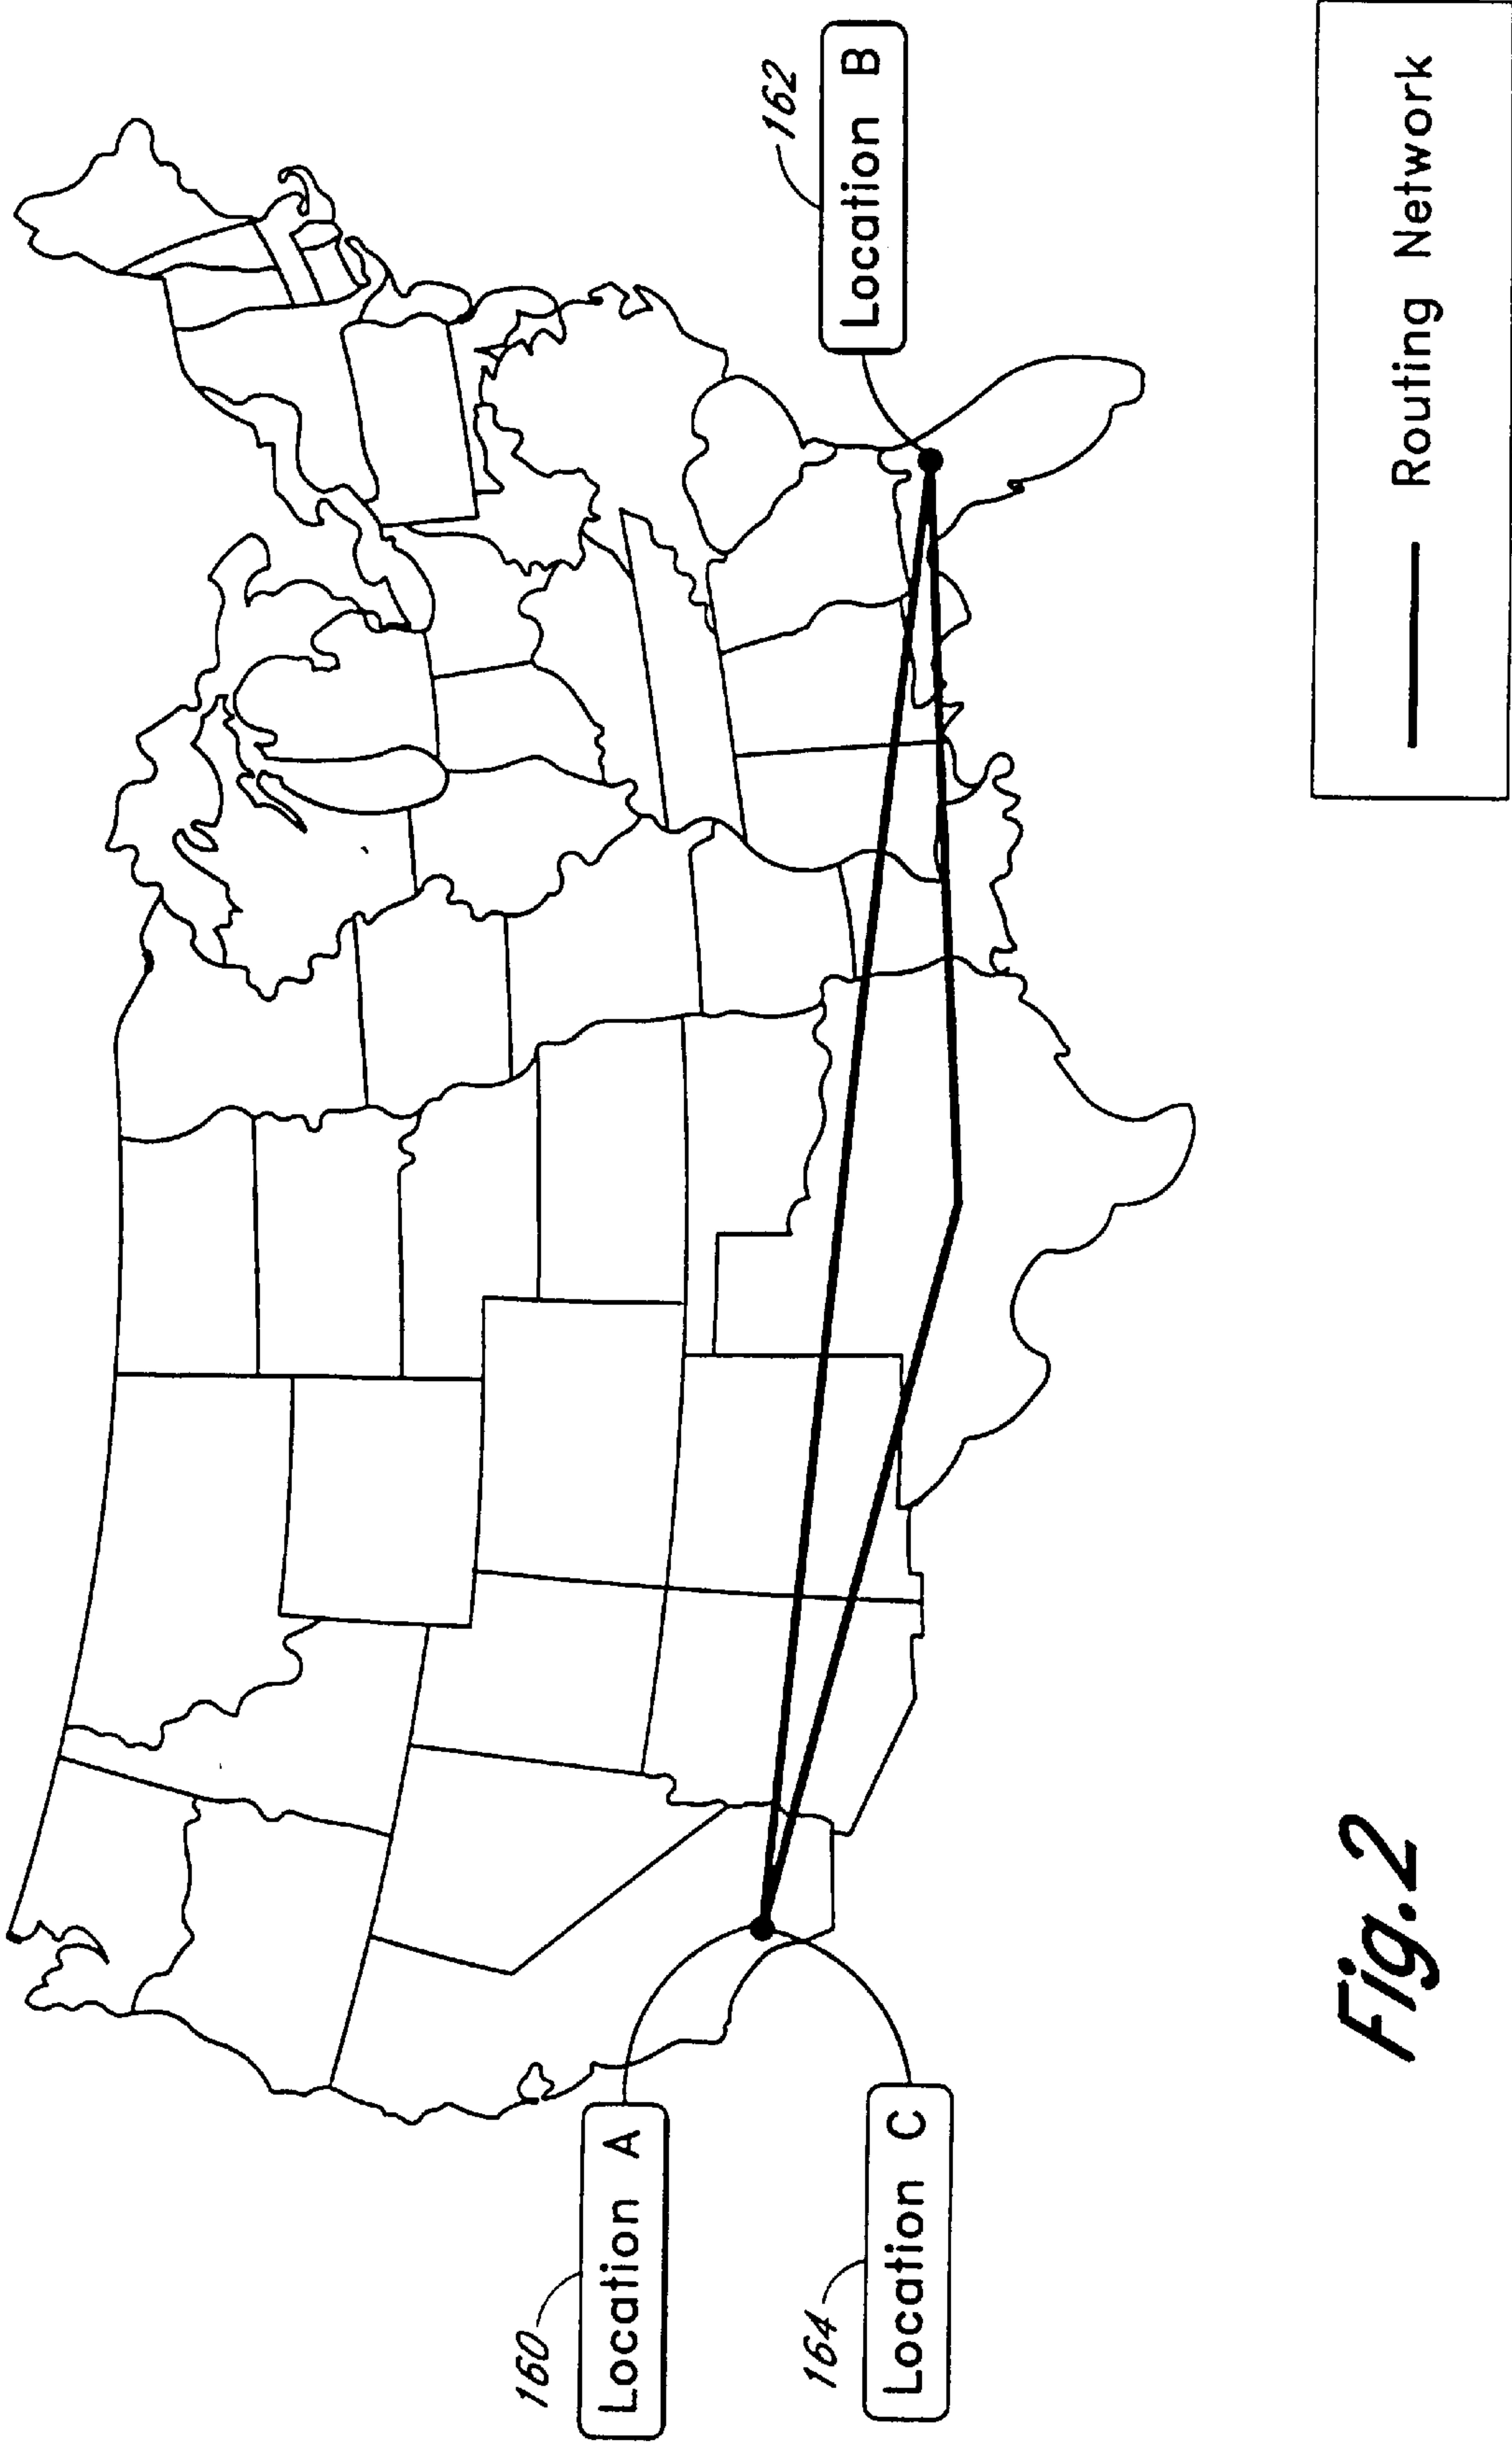 160
Location A
164
Location C
162
Location B
Routing Network
Fig.2